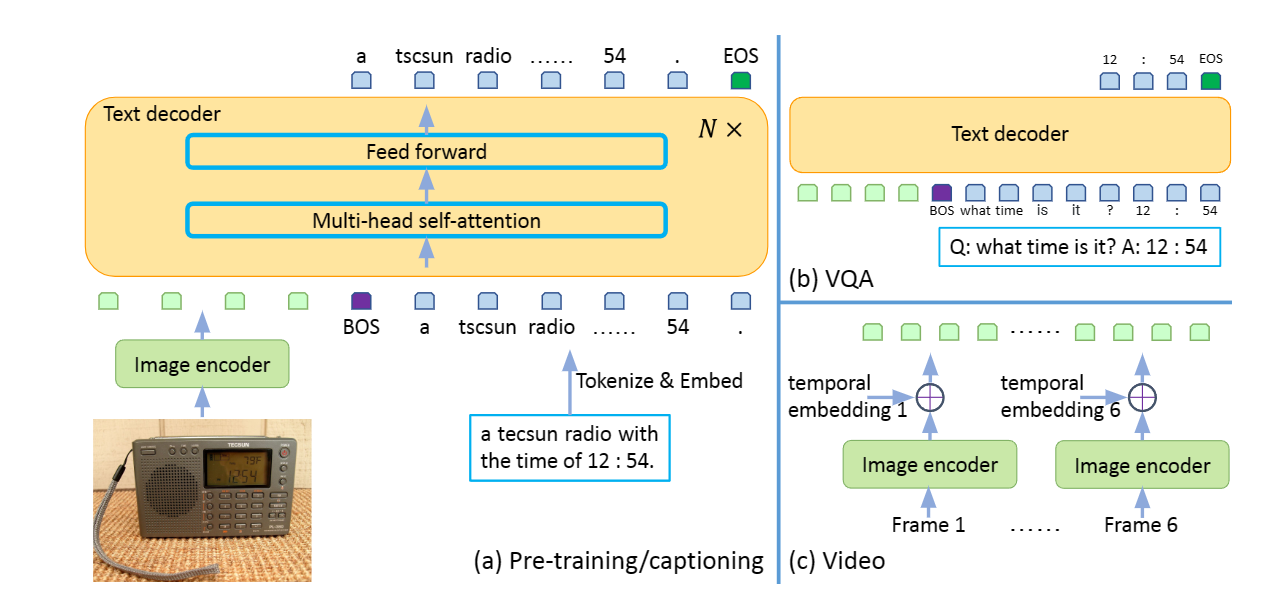 a tscsun radio ...... 54 . EOS
Text decoder
N ×
Feed forward
Multi-head self-attention
BOS a tscsun radio ...... 54 .
Image encoder
Tokenize & Embed
a tecsun radio with
the time of 12 : 54.
TECSUN
79F
12:54
(a) Pre-training/captioning
12 : 54 EOS
Text decoder
BOS what time is it ? 12 : 54
Q: what time is it? A: 12 : 54
(b) VQA
......
temporal
embedding 1
temporal
embedding 6
Image encoder
Image encoder
Frame 1 ...... Frame 6
(c) Video